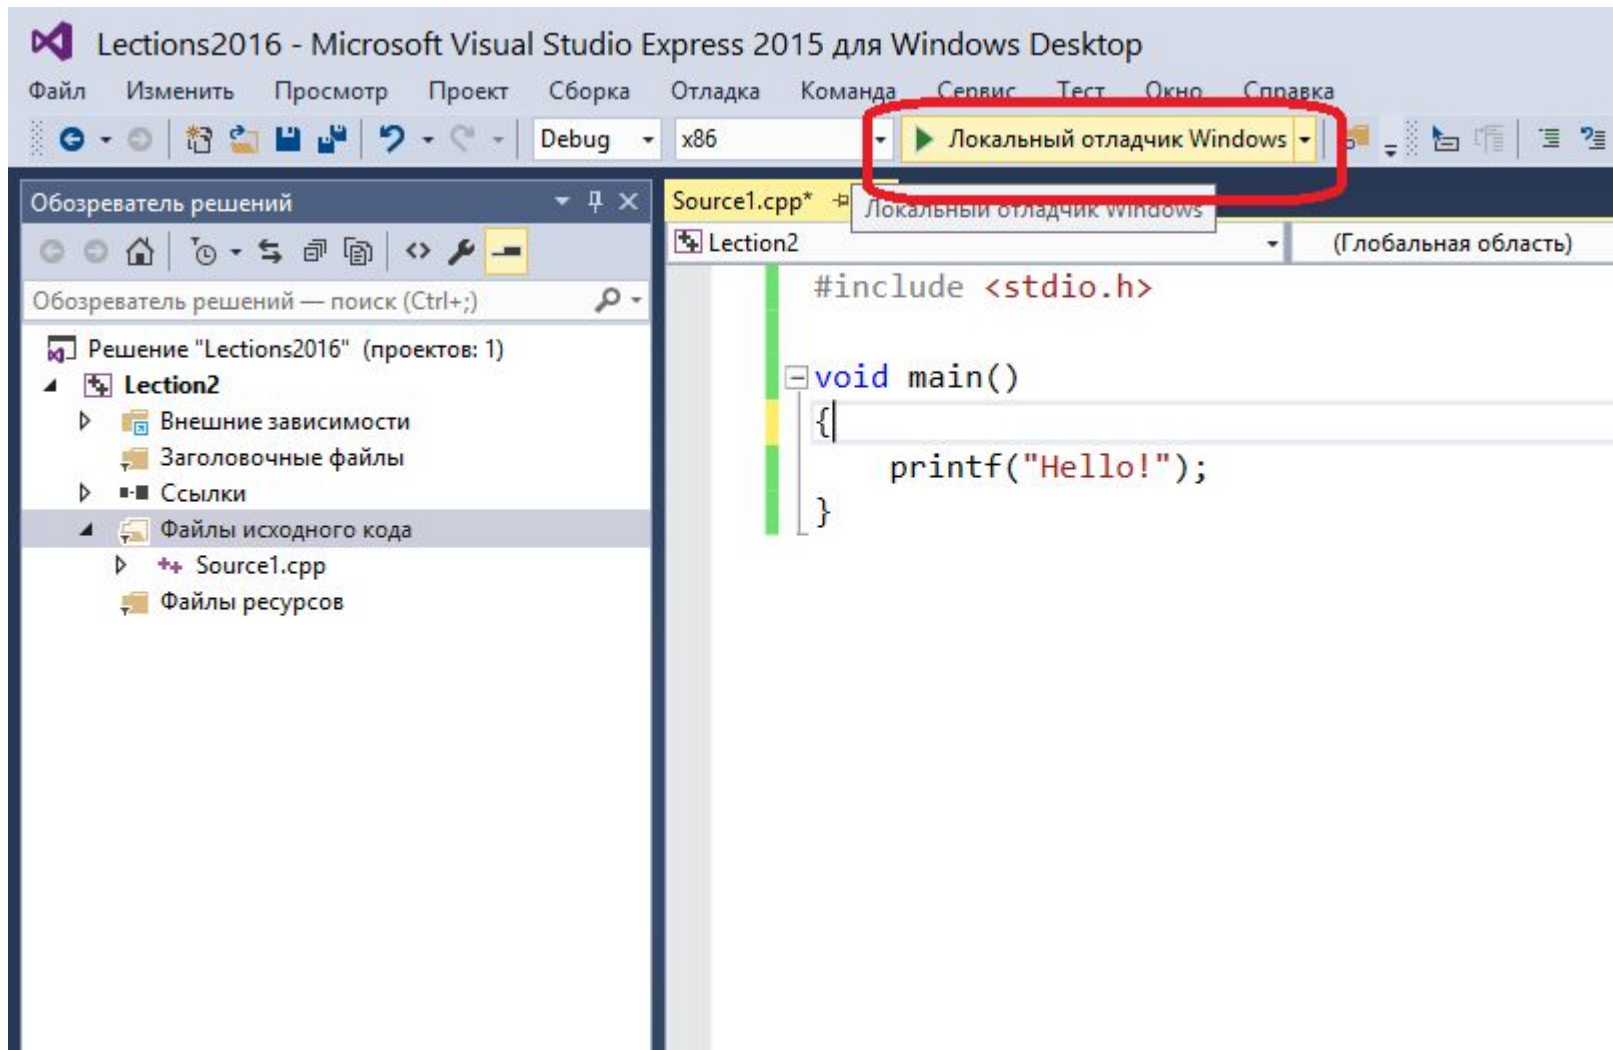 Lections2016 - Microsoft Visual Studio Express 2015 для Windows Desktop
Файл Изменить Просмотр Проект Сборка Отладка Команда Сервис Тест Окно Справка
Debug x86 Локальный отладчик Windows
Обозреватель решений
Обозреватель решений — поиск (Ctrl+;)
Решение "Lections2016" (проектов: 1)
Lection2
Внешние зависимости
Заголовочные файлы
Ссылки
Файлы исходного кода
Source1.cpp
Файлы ресурсов
Source1.cpp*
Локальный отладчик Windows
Lection2 (Глобальная область)
#include <stdio.h>
void main()
{
printf("Hello!");
}